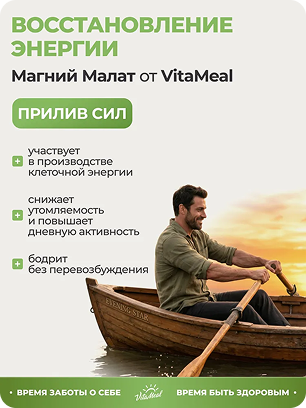 ВОССТАНОВЛЕНИЕ
ЭНЕРГИИ
Магний Малат от VitaMeal
ПРИЛИВ СИЛ
участвует
в производстве
клеточной энергии
снижает
утомляемость
и повышает
дневную активность
бодрит
без перевозбуждения
EVENING STAR
• ВРЕМЯ ЗАБОТЫ О СЕБЕ
VitaMeal
ВРЕМЯ БЫТЬ ЗДОРОВЫМ •